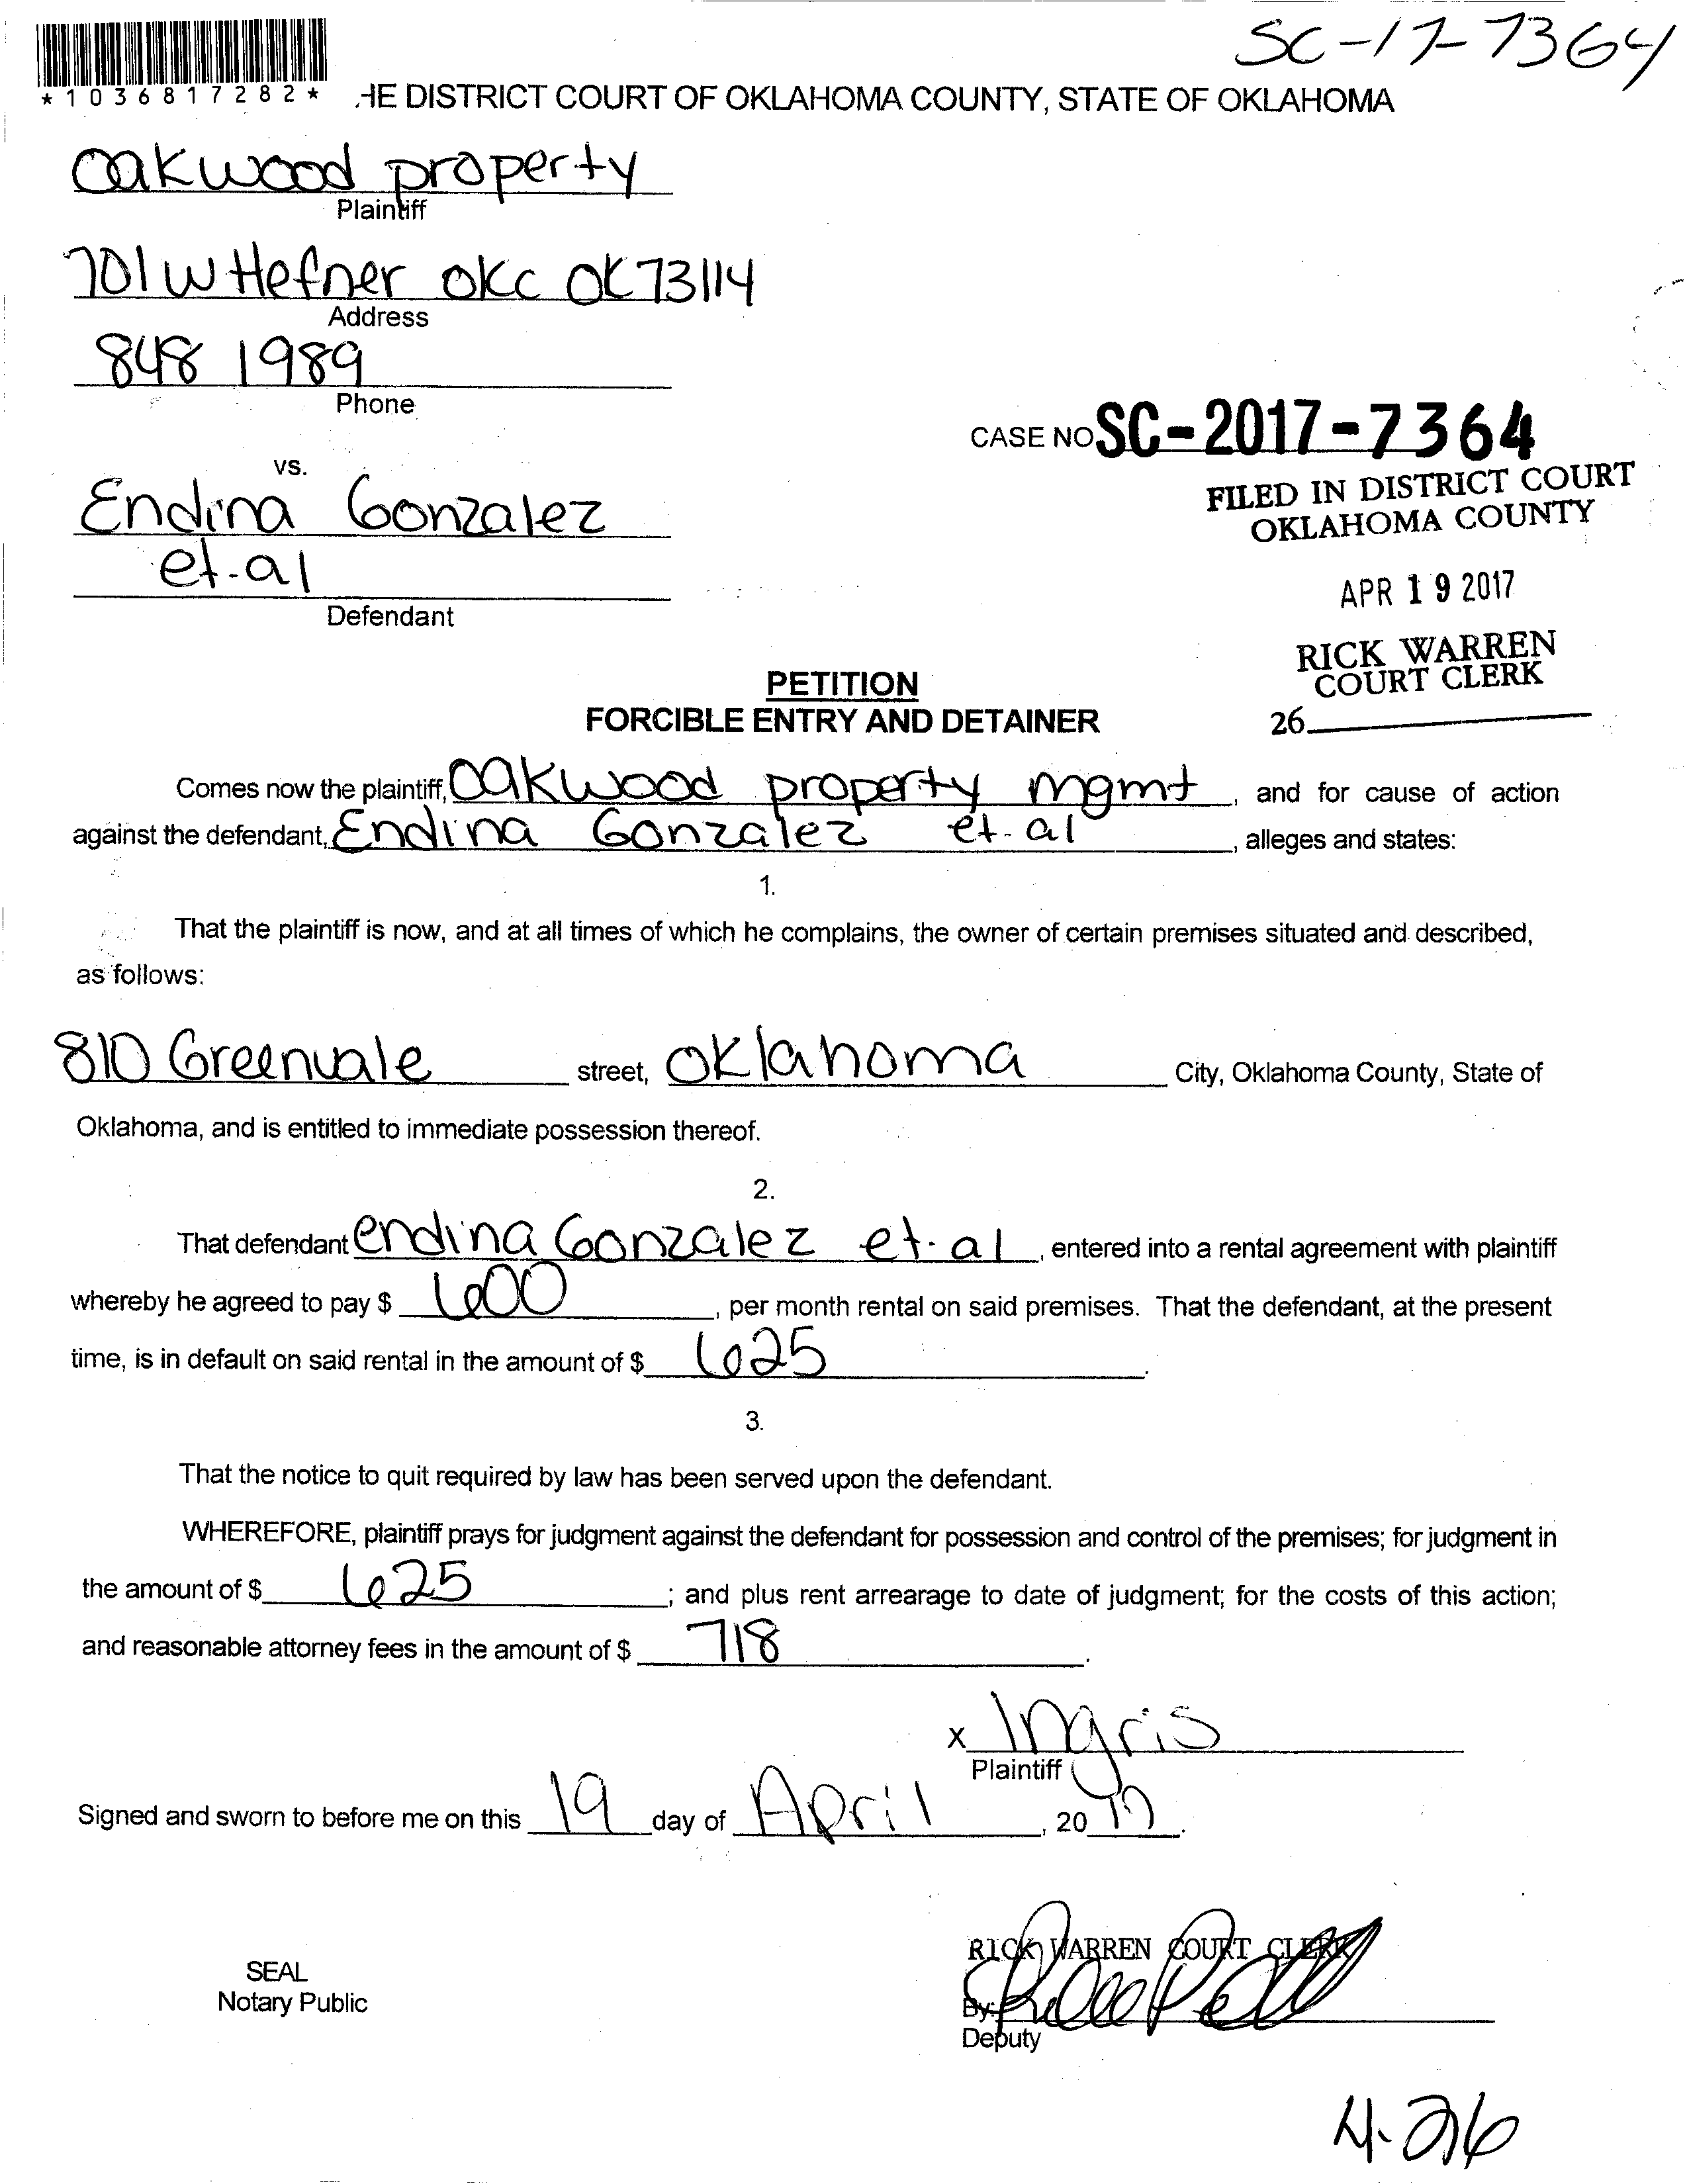 SC-17-7364
*1036817282*
HE DISTRICT COURT OF OKLAHOMA COUNTY, STATE OF OKLAHOMA
Oakwood property
Plaintiff
701 W Hefner OKC OK 73114
Address
848 1989
Phone
CASE NO SC-2017-7364
vs.
FILED IN DISTRICT COURT
OKLAHOMA COUNTY
Endina Gonzalez
et-al
Defendant
APR 19 2017
RICK WARREN
COURT CLERK
26
PETITION
FORCIBLE ENTRY AND DETAINER
Comes now the plaintiff, Oakwood property mgmt, and for cause of action
against the defendant, Endina Gonzalez et-al, alleges and states:
1.
That the plaintiff is now, and at all times of which he complains, the owner of certain premises situated and described,
as follows:
810 Greenvale street, Oklahoma City, Oklahoma County, State of
Oklahoma, and is entitled to immediate possession thereof.
2.
That defendant endina Gonzalez et-al, entered into a rental agreement with plaintiff
whereby he agreed to pay $ 600, per month rental on said premises. That the defendant, at the present
time, is in default on said rental in the amount of $ 625.
3.
That the notice to quit required by law has been served upon the defendant.
WHEREFORE, plaintiff prays for judgment against the defendant for possession and control of the premises; for judgment in
the amount of $ 625; and plus rent arrearage to date of judgment; for the costs of this action;
and reasonable attorney fees in the amount of $ 718.
X Ingris
Plaintiff
Signed and sworn to before me on this 19 day of April, 2017.
RICK WARREN COURT CLERK
SEAL
Notary Public
By:
Deputy
4-26